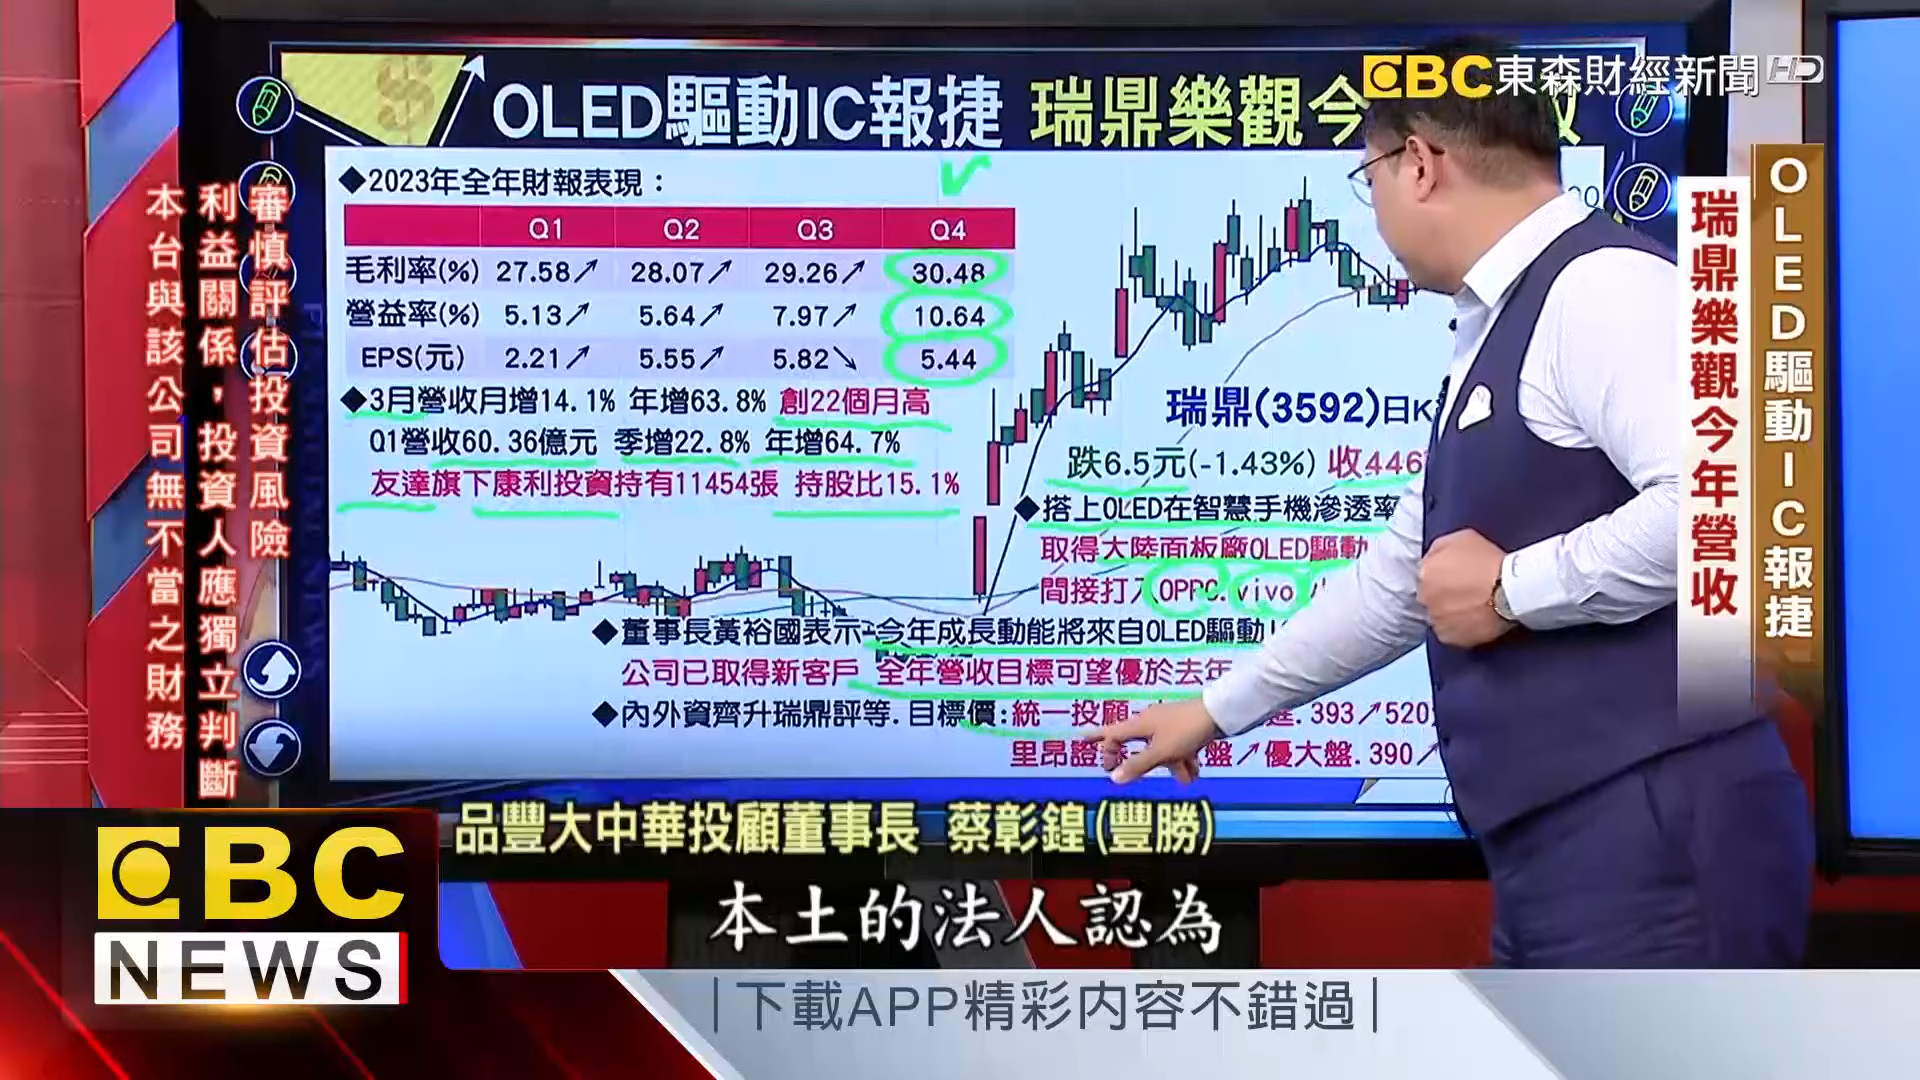 EBC東森財經新聞 HD
OLED驅動IC報捷 瑞鼎樂觀今
◆2023年全年財報表現：
Q1 Q2 Q3 Q4
毛利率(%) 27.58↗ 28.07↗ 29.26↗ 30.48
營益率(%) 5.13↗ 5.64↗ 7.97↗ 10.64
EPS(元) 2.21↗ 5.55↗ 5.82↘ 5.44
◆3月營收月增14.1% 年增63.8% 創22個月高
Q1營收60.36億元 季增22.8% 年增64.7%
友達旗下康利投資持有11454張 持股比15.1%
瑞鼎(3592)日K
跌6.5元(-1.43%) 收446
◆搭上OLED在智慧手機滲透率
取得大陸面板廠OLED驅動
間接打入OPPO.vivo
◆董事長黃裕國表示-今年成長動能將來自OLED驅動I
公司已取得新客戶 全年營收目標可望優於去年
◆內外資齊升瑞鼎評等.目標價:統一投顧- 進.393↗520
里昂證券- 盤↗優大盤.390↗
審慎評估投資風險
利益關係，投資人應獨立判斷
本台與該公司無不當之財務
OLED驅動IC報捷
瑞鼎樂觀今年營收
品豐大中華投顧董事長 蔡彰鍠(豐勝)
本土的法人認為
EBC
NEWS
｜下載APP精彩內容不錯過｜